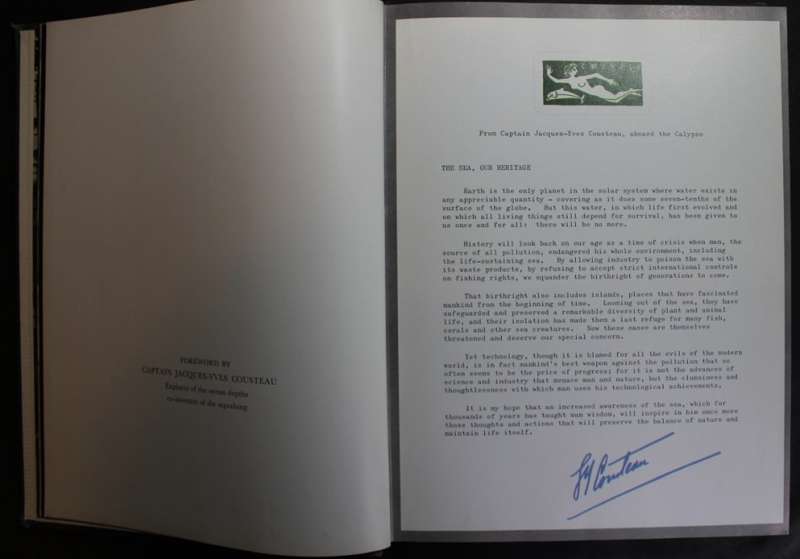 FOREWORD BY
CAPTAIN JACQUES-YVES COUSTEAU
Explorer of the ocean depths
co-inventor of the aqualung
CALYPSO
From Captain Jacques-Yves Cousteau, aboard the Calypso
THE SEA, OUR HERITAGE
Earth is the only planet in the solar system where water exists in
any appreciable quantity - covering as it does some seven-tenths of the
surface of the globe. But this water, in which life first evolved and
on which all living things still depend for survival, has been given to
us once and for all: there will be no more.
History will look back on our age as a time of crisis when man, the
source of all pollution, endangered his whole environment, including
the life-sustaining sea. By allowing industry to poison the sea with
its waste products, by refusing to accept strict international controls
on fishing rights, we squander the birthright of generations to come.
That birthright also includes islands, places that have fascinated
mankind from the beginning of time. Looming out of the sea, they have
safeguarded and preserved a remarkable diversity of plant and animal
life, and their isolation has made them a last refuge for many fish,
corals and other sea creatures. Now these oases are themselves
threatened and deserve our special concern.
Yet technology, though it is blamed for all the evils of the modern
world, is in fact mankind's best weapon against the pollution that so
often seems to be the price of progress; for it is not the advances of
science and industry that menace man and nature, but the clumsiness and
thoughtlessness with which man uses his technological achievements.
It is my hope that an increased awareness of the sea, which for
thousands of years has taught man wisdom, will inspire in him once more
those thoughts and actions that will preserve the balance of nature and
maintain life itself.
JY Cousteau